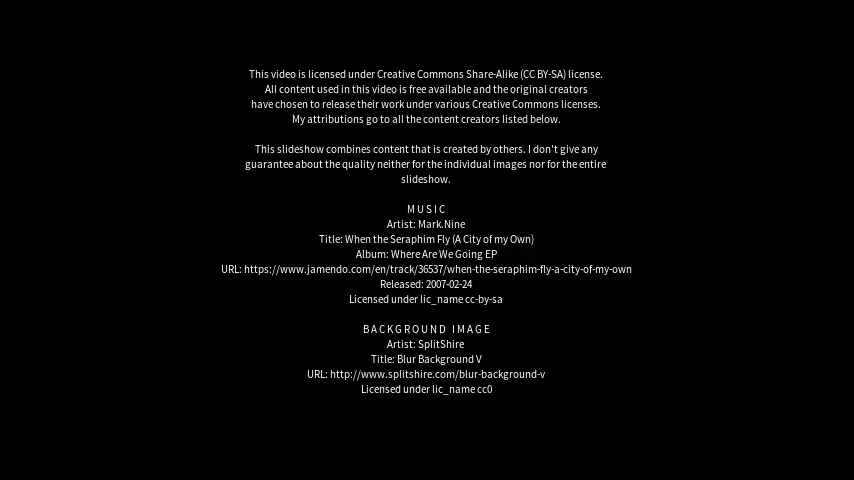 This video is licensed under Creative Commons Share-Alike (CC BY-SA) license.
All content used in this video is free available and the original creators
have chosen to release their work under various Creative Commons licenses.
My attributions go to all the content creators listed below.
This slideshow combines content that is created by others. I don't give any
guarantee about the quality neither for the individual images nor for the entire
slideshow.
MUSIC
Artist: Mark.Nine
Title: When the Seraphim Fly (A City of my Own)
Album: Where Are We Going EP
URL: https://www.jamendo.com/en/track/36537/when-the-seraphim-fly-a-city-of-my-own
Released: 2007-02-24
Licensed under lic_name cc-by-sa
BACKGROUND IMAGE
Artist: SplitShire
Title: Blur Background V
URL: http://www.splitshire.com/blur-background-v
Licensed under lic_name cc0